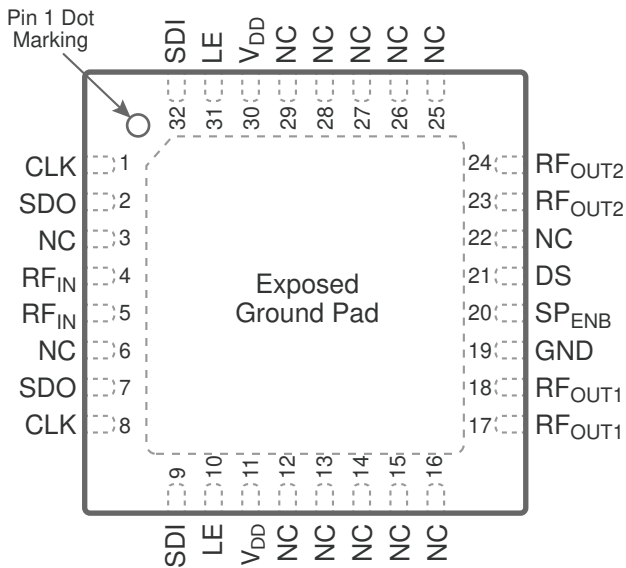 Pin 1 Dot
Marking
SDI
LE
VDD
NC
NC
NC
NC
NC
32
31
30
29
28
27
26
25
CLK 1
SDO 2
NC 3
RFIN 4
RFIN 5
NC 6
SDO 7
CLK 8
Exposed
Ground Pad
24 RFOUT2
23 RFOUT2
22 NC
21 DS
20 SPENB
19 GND
18 RFOUT1
17 RFOUT1
9
10
11
12
13
14
15
16
SDI
LE
VDD
NC
NC
NC
NC
NC